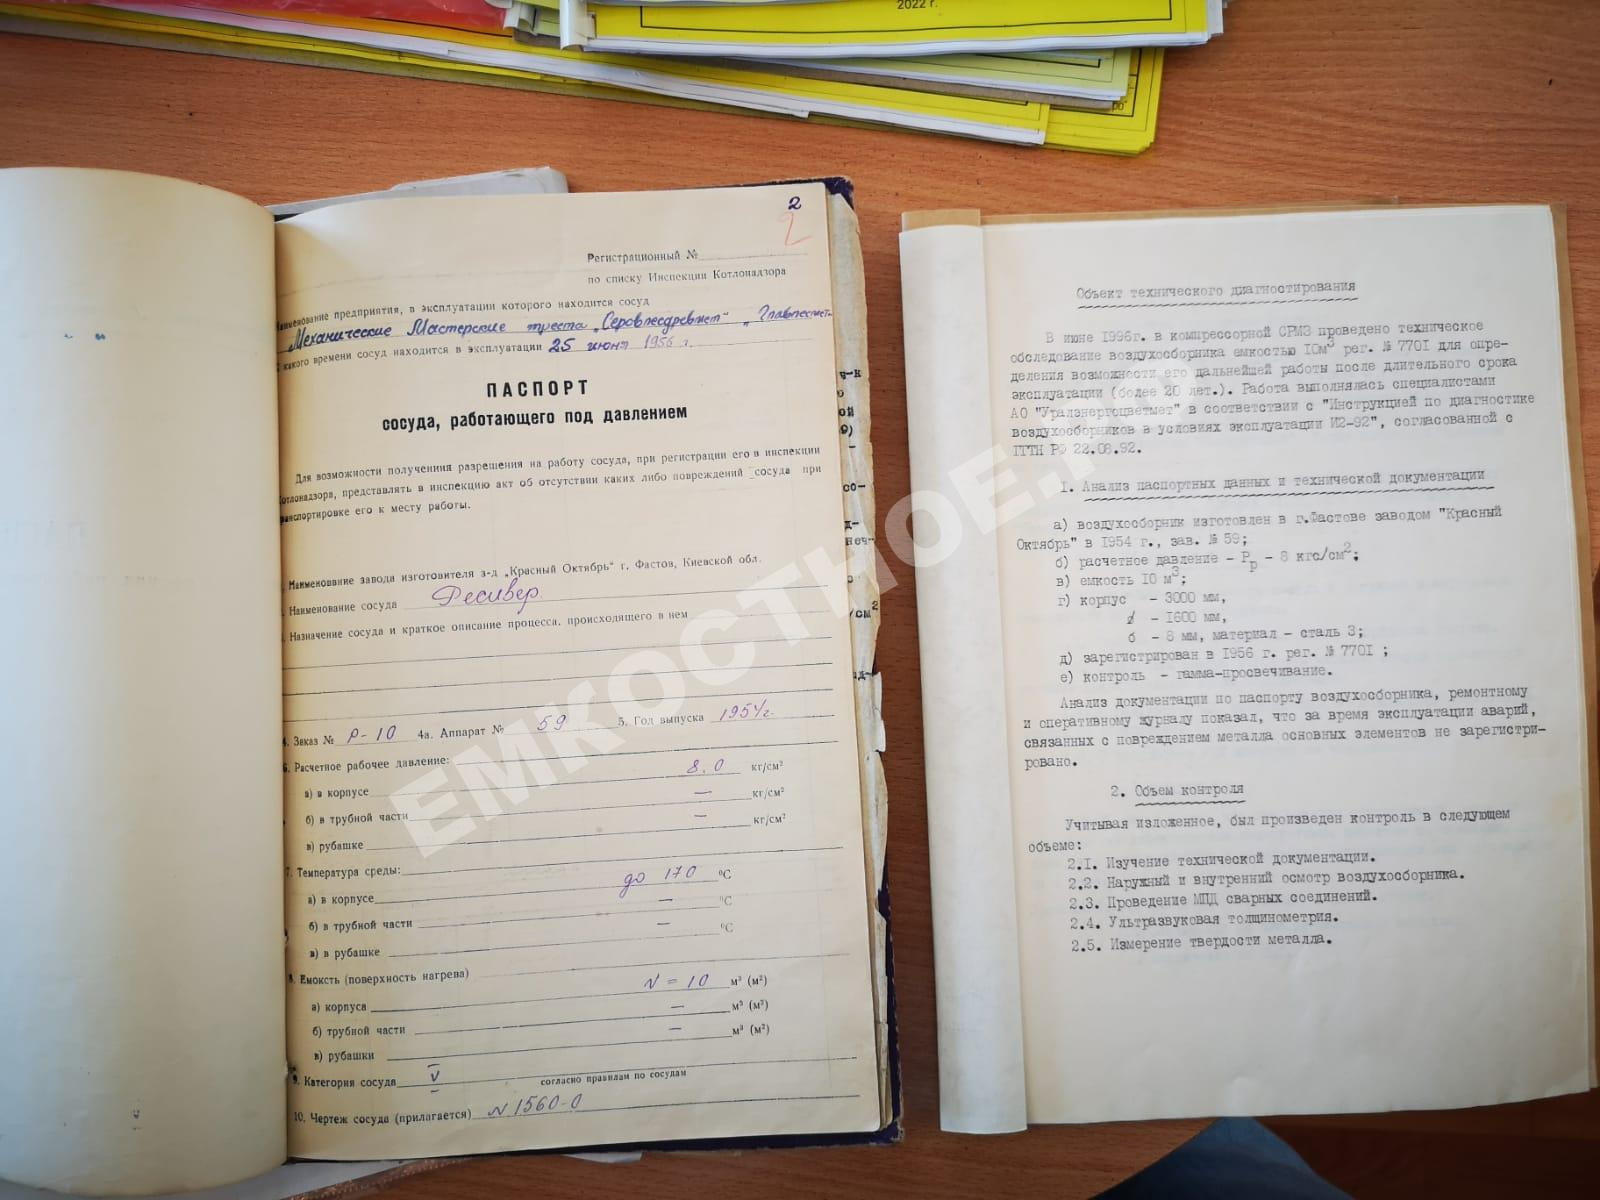 2022 г.
2
2
Регистрационный №
по списку Инспекции Котлонадзора
Наименование предприятия, в эксплуатации которого находится сосуд
Механические Мастерские треста „Серовлесдревмет"
С какого времени сосуд находится в эксплуатации 25 июня 1956 г.
ПАСПОРТ
сосуда, работающего под давлением
Для возможности получениия разрешения на работу сосуда, при регистрации его в инспекции
Котлонадзора, представлять в инспекцию акт об отсутствии каких либо повреждений сосуда при
транспортировке его к месту работы.
Наименоввние завода изготовителя з-д „Красный Октябрь" г. Фастов, Киевской обл.
Наименование сосуда Ресивер
Назначение сосуда и краткое описание процесса, происходящего в нем
4. Заказ № Р-10 4а. Аппарат № 59 5. Год выпуска 1954г.
6. Расчетное рабочее давление:
а) в корпусе 8,0 кг/см²
б) в трубной части — кг/см²
в) рубашке — кг/см²
7. Температура среды:
а) в корпусе до 170 °С
б) в трубной части — °С
в) в рубашке — °С
8. Емкость (поверхность нагрева)
а) корпуса V = 10 м³ (м²)
б) трубной части — м³ (м²)
в) рубашки — м³ (м²)
9. Категория сосуда V согласно правилам по сосудам
10. Чертеж сосуда (прилагается) N 1560-0
Объект технического диагностирования
В июне 1996г. в компрессорной СРМЗ проведено техническое
обследование воздухосборника емкостью 10м³ рег. № 7701 для опре-
деления возможности его дальнейшей работы после длительного срока
эксплуатации (более 20 лет.). Работа выполнялась специалистами
АО "Уралэнергоцветмет" в соответствии с "Инструкцией по диагностике
воздухосборников в условиях эксплуатации И2-92", согласованной с
ГГТН РФ 22.08.92.
1. Анализ паспортных данных и технической документации
а) воздухосборник изготовлен в г.Фастове заводом "Красный
Октябрь" в 1954 г., зав. № 59;
б) расчетное давление - Рр - 8 кгс/см²;
в) емкость 10 м³;
г) корпус - 3000 мм,
⌀ - 1600 мм,
б - 8 мм, материал - сталь 3;
д) зарегистрирован в 1956 г. рег. № 7701 ;
е) контроль - гамма-просвечивание.
Анализ документации по паспорту воздухосборника, ремонтному
и оперативному журналу показал, что за время эксплуатации аварий,
связанных с повреждением металла основных элементов не зарегистри-
ровано.
2. Объем контроля
Учитывая изложенное, был произведен контроль в следующем
объеме:
2.1. Изучение технической документации.
2.2. Наружный и внутренний осмотр воздухосборника.
2.3. Проведение МПД сварных соединений.
2.4. Ультразвуковая толщинометрия.
2.5. Измерение твердости металла.
ЕМКОСТНОЕ.РУ